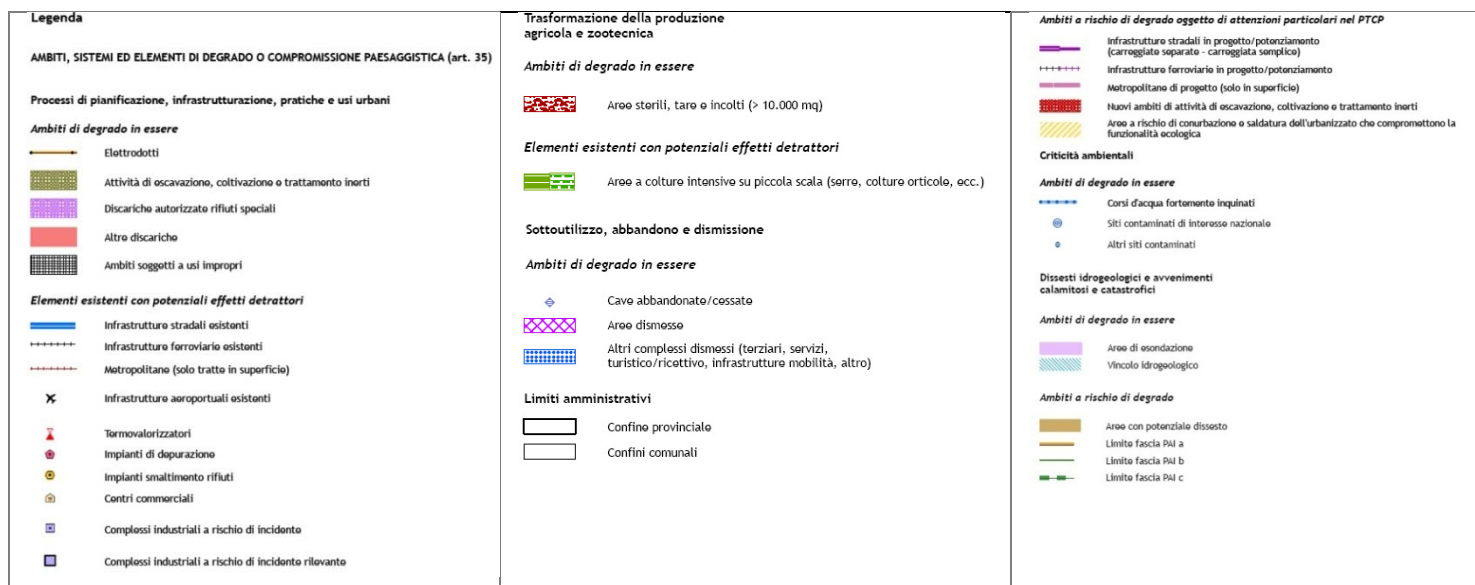 Legenda
AMBITI, SISTEMI ED ELEMENTI DI DEGRADO O COMPROMISSIONE PAESAGGISTICA (art. 35)
Processi di pianificazione, infrastrutturazione, pratiche e usi urbani
Ambiti di degrado in essere
Elettrodotti
Attività di escavazione, coltivazione e trattamento inerti
Discariche autorizzate rifiuti speciali
Altre discariche
Ambiti soggetti a usi impropri
Elementi esistenti con potenziali effetti detrattori
Infrastrutture stradali esistenti
Infrastrutture ferroviarie esistenti
Metropolitane (solo tratte in superficie)
Infrastrutture aeroportuali esistenti
Termovalorizzatori
Impianti di depurazione
Impianti smaltimento rifiuti
Centri commerciali
Complessi industriali a rischio di incidente
Complessi industriali a rischio di incidente rilevante
Trasformazione della produzione
agricola e zootecnica
Ambiti di degrado in essere
Aree sterili, tare e incolti (> 10.000 mq)
Elementi esistenti con potenziali effetti detrattori
Aree a colture intensive su piccola scala (serre, colture orticole, ecc.)
Sottoutilizzo, abbandono e dismissione
Ambiti di degrado in essere
Cave abbandonate/cessate
Aree dismesse
Altri complessi dismessi (terziari, servizi,
turistico/ricettivo, infrastrutture mobilità, altro)
Limiti amministrativi
Confine provinciale
Confini comunali
Ambiti a rischio di degrado oggetto di attenzioni particolari nel PTCP
Infrastrutture stradali in progetto/potenziamento
(carreggiate separate - carreggiata semplice)
Infrastrutture ferroviarie in progetto/potenziamento
Metropolitane di progetto (solo in superficie)
Nuovi ambiti di attività di escavazione, coltivazione e trattamento inerti
Aree a rischio di conurbazione e saldatura dell'urbanizzato che compromettono la
funzionalità ecologica
Criticità ambientali
Ambiti di degrado in essere
Corsi d'acqua fortemente inquinati
Siti contaminati di interesse nazionale
Altri siti contaminati
Dissesti idrogeologici e avvenimenti
calamitosi e catastrofici
Ambiti di degrado in essere
Aree di esondazione
Vincolo idrogeologico
Ambiti a rischio di degrado
Aree con potenziale dissesto
Limite fascia PAI a
Limite fascia PAI b
Limite fascia PAI c